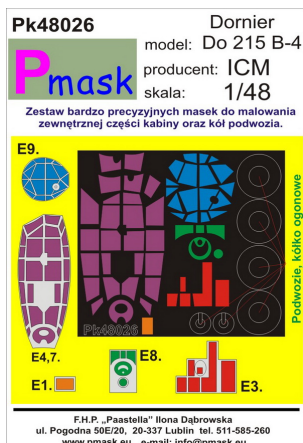 Pk48026
Dornier
model: Do 215 B-4
Pmask
producent: ICM
skala: 1/48
Zestaw bardzo precyzyjnych masek do malowania
zewnętrznej części kabiny oraz kół podwozia.
E9.
Podwozie, kółko ogonowe
Pk48026
E4,7.
E8.
E1.
E3.
F.H.P. „Paastella” Ilona Dąbrowska
ul. Pogodna 50E/20, 20-337 Lublin tel. 511-585-260
www.pmask.eu e-mail: info@pmask.eu